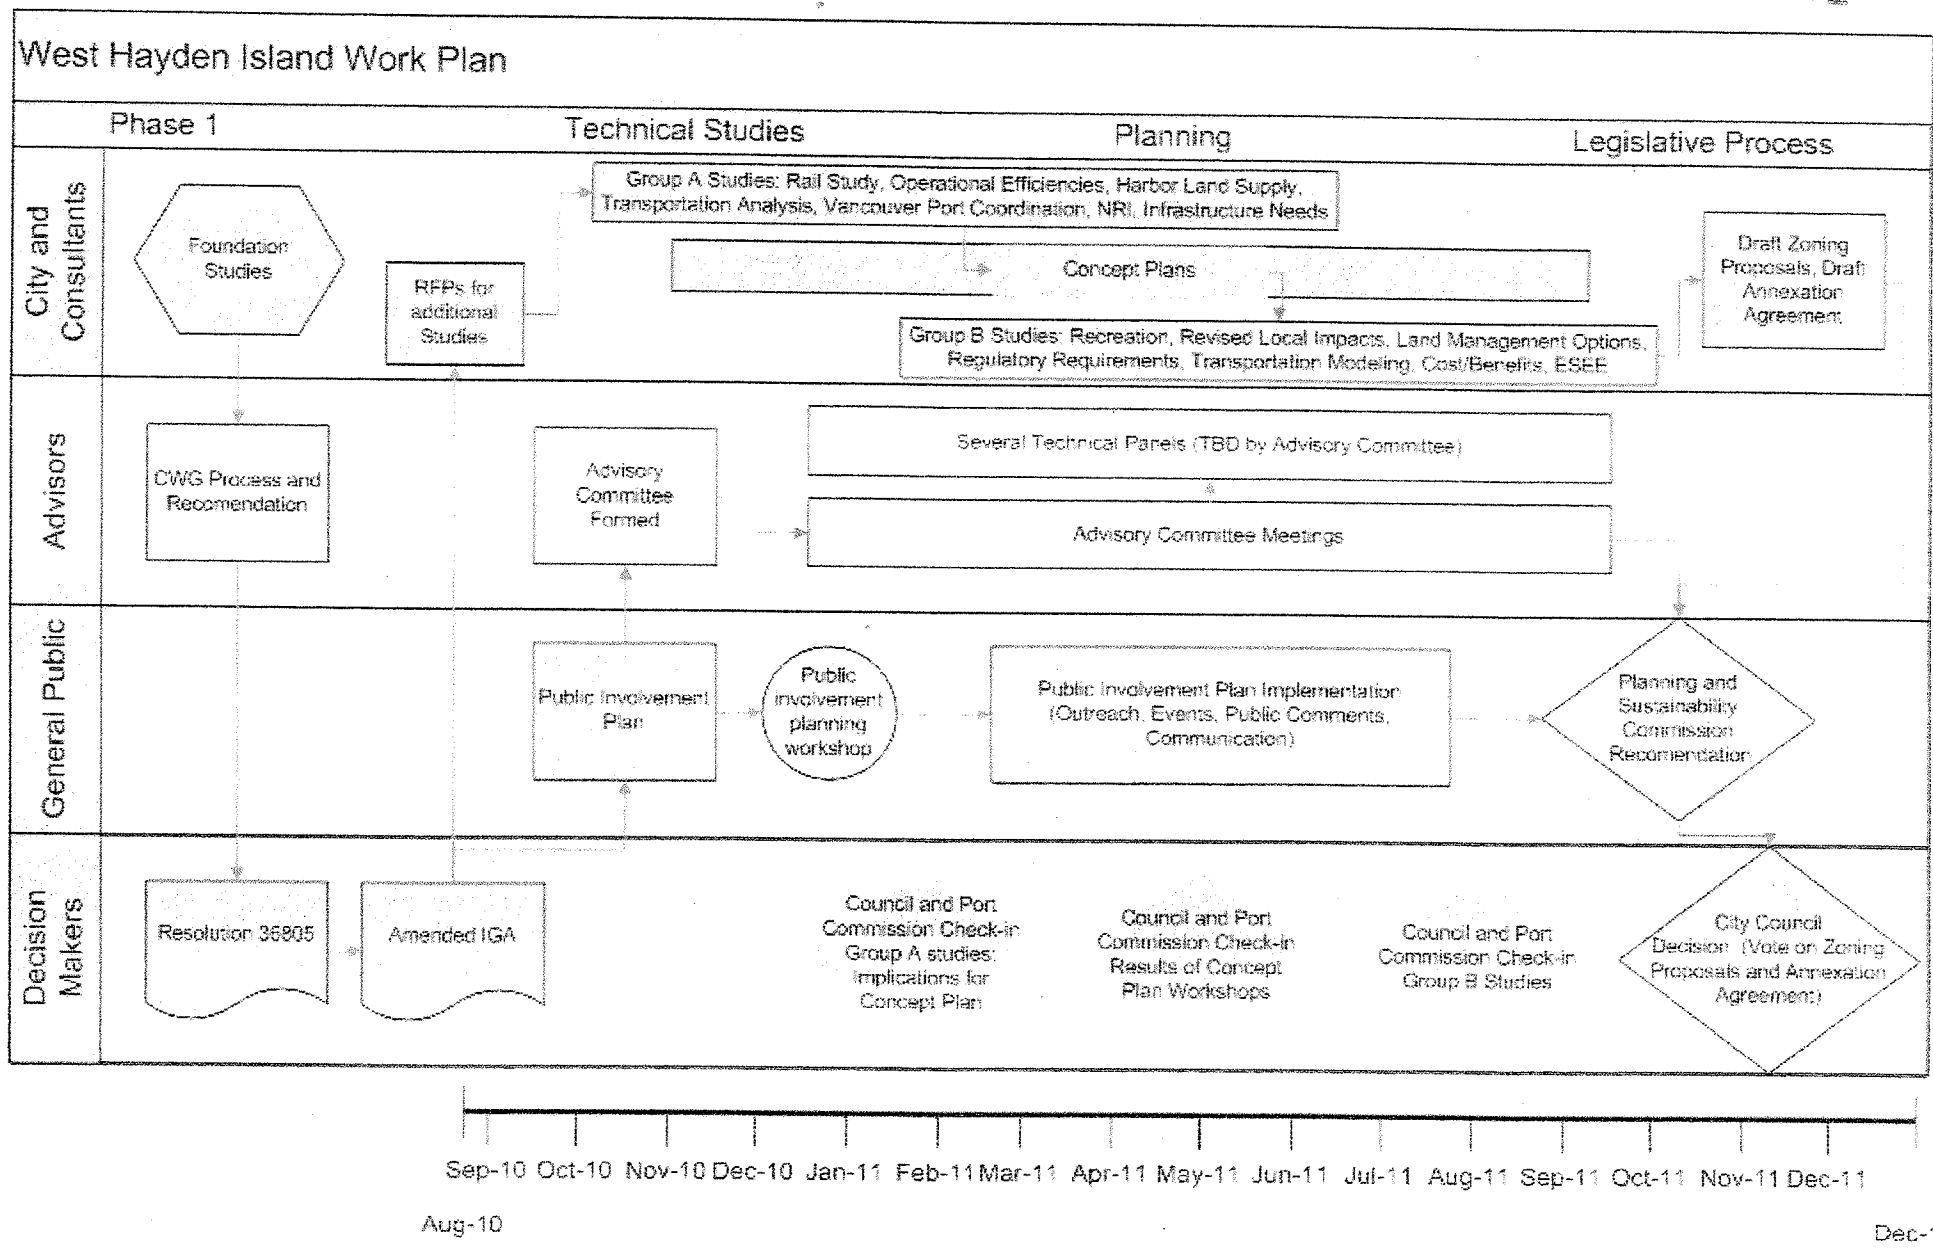 West Hayden Island Work Plan
Phase 1
Technical Studies
Planning
Legislative Process
City and
Consultants
Foundation
Studies
RFPs for
additional
Studies
Group A Studies: Rail Study, Operational Efficiencies, Harbor Land Supply,
Transportation Analysis, Vancouver Port Coordination, NRI, Infrastructure Needs
Concept Plans
Group B Studies: Recreation, Revised Local Impacts, Land Management Options,
Regulatory Requirements, Transportation Modeling, Cost/Benefits, ESEE
Draft Zoning
Proposals, Draft
Annexation
Agreement
Advisors
CWG Process and
Recomendation
Advisory
Committee
Formed
Several Technical Panels (TBD by Advisory Committee)
Advisory Committee Meetings
General Public
Public Involvement
Plan
Public
involvement
planning
workshop
Public Involvement Plan Implementation
(Outreach, Events, Public Comments,
Communication)
Planning and
Sustainability
Commission
Recomendation
Decision
Makers
Resolution 36805
Amended IGA
Council and Port
Commission Check-in
Group A studies:
Implications for
Concept Plan
Council and Port
Commission Check-in
Results of Concept
Plan Workshops
Council and Port
Commission Check-in
Group B Studies
City Council
Decision (Vote on Zoning
Proposals and Annexation
Agreement)
Sep-10 Oct-10 Nov-10 Dec-10 Jan-11 Feb-11 Mar-11 Apr-11 May-11 Jun-11 Jul-11 Aug-11 Sep-11 Oct-11 Nov-11 Dec-11
Aug-10
Dec-1